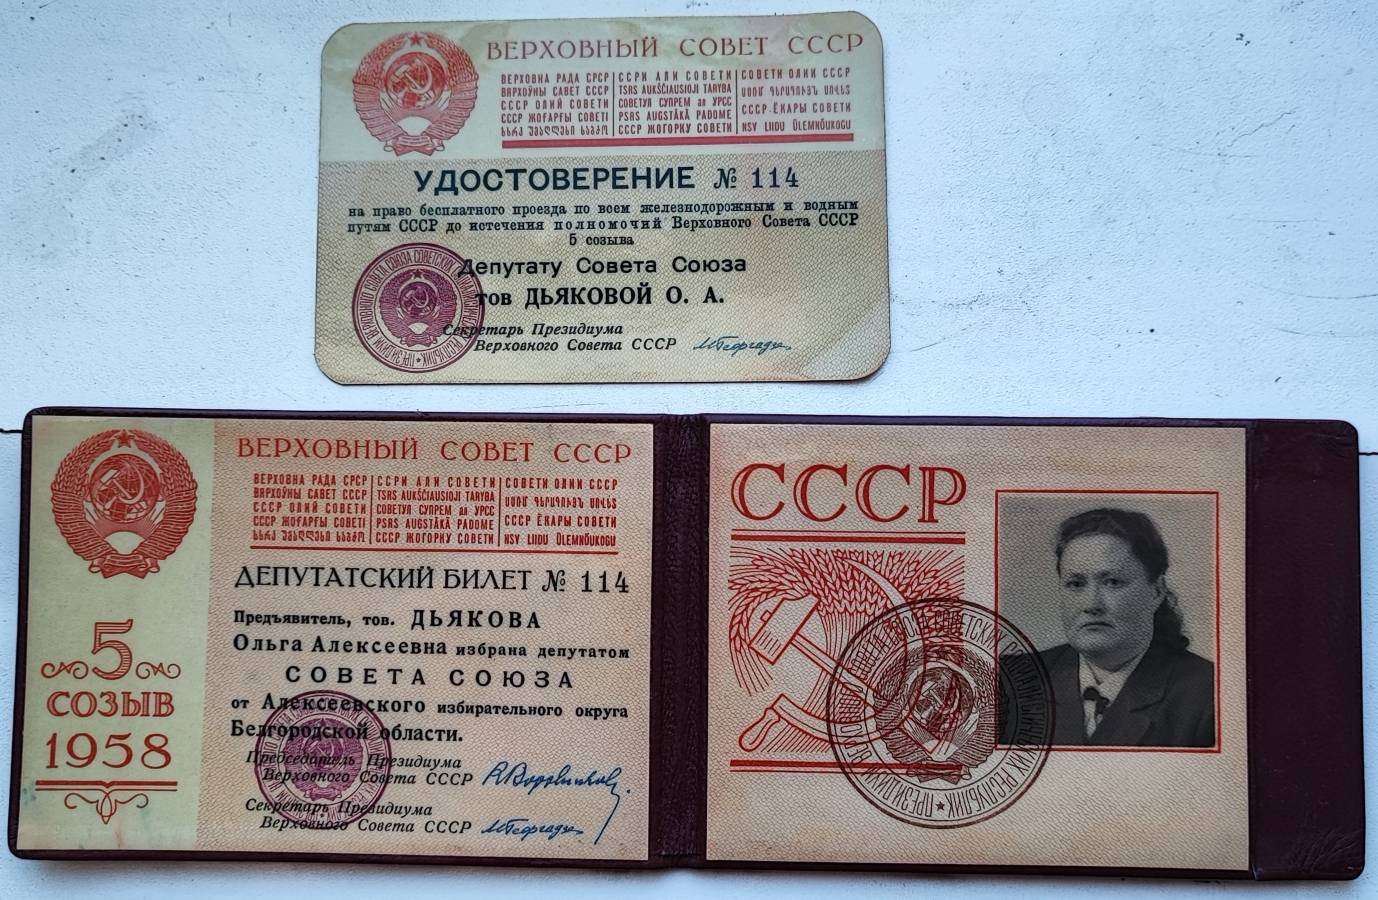 ВЕРХОВНЫЙ СОВЕТ СССР
ВЕРХОВНА РАДА СРСР
ВЯРХОЎНЫ САВЕТ СССР
СССР ОЛИЙ СОВЕТИ
СССР ЖОҒАРҒЫ СОВЕТІ
ССРИ АЛИ СОВЕТИ
TSRS AUKŠČIAUSIOJI TARYBA
СОВЕТУЛ СУПРЕМ ал УРСС
PSRS AUGSTĀKĀ PADOME
СССР ЖОГОРКУ СОВЕТИ
СОВЕТИ ОЛИИ СССР
СССР ЁКАРЫ СОВЕТИ
NSV LIIDU ÜLEMNÕUKOGU
УДОСТОВЕРЕНИЕ № 114
на право бесплатного проезда по всем железнодорожным и водным
путям СССР до истечения полномочий Верховного Совета СССР
5 созыва
Депутату Совета Союза
тов ДЬЯКОВОЙ О. А.
Секретарь Президиума
Верховного Совета СССР
ВЕРХОВНЫЙ СОВЕТ СССР
ВЕРХОВНА РАДА СРСР
ВЯРХОЎНЫ САВЕТ СССР
СССР ОЛИЙ СОВЕТИ
СССР ЖОҒАРҒЫ СОВЕТІ
ССРИ АЛИ СОВЕТИ
TSRS AUKŠČIAUSIOJI TARYBA
СОВЕТУЛ СУПРЕМ ал УРСС
PSRS AUGSTĀKĀ PADOME
СССР ЖОГОРКУ СОВЕТИ
СОВЕТИ ОЛИИ СССР
СССР ЁКАРЫ СОВЕТИ
NSV LIIDU ÜLEMNÕUKOGU
ДЕПУТАТСКИЙ БИЛЕТ № 114
Предъявитель, тов. ДЬЯКОВА
Ольга Алексеевна избрана депутатом
СОВЕТА СОЮЗА
от Алексеевского избирательного округа
Белгородской области.
Председатель Президиума
Верховного Совета СССР
Секретарь Президиума
Верховного Совета СССР
5
СОЗЫВ
1958
СССР